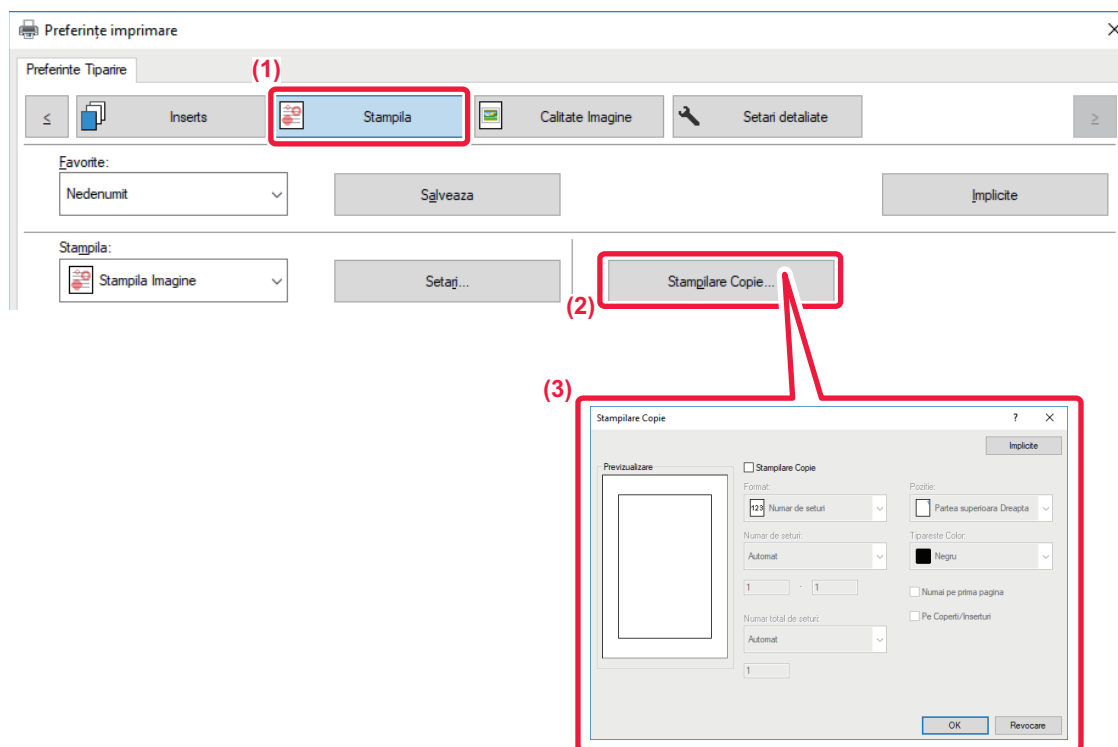 Preferințe imprimare
Preferinte Tiparire
(1)
< Inserts Stampila Calitate Imagine Setari detaliate >
Favorite:
Nedenumit Salveaza Implicite
Stampila:
Stampila Imagine Setari... Stampilare Copie...
(2)
(3)
Stampilare Copie ?
Implicite
Previzualizare Stampilare Copie
Format: Pozitie:
123 Numar de seturi Partea superioara Dreapta
Numar de seturi: Tipareste Color:
Automat Negru
1 - 1 Numai pe prima pagina
Numar total de seturi: Pe Coperti/Inserturi
Automat
1
OK Revocare